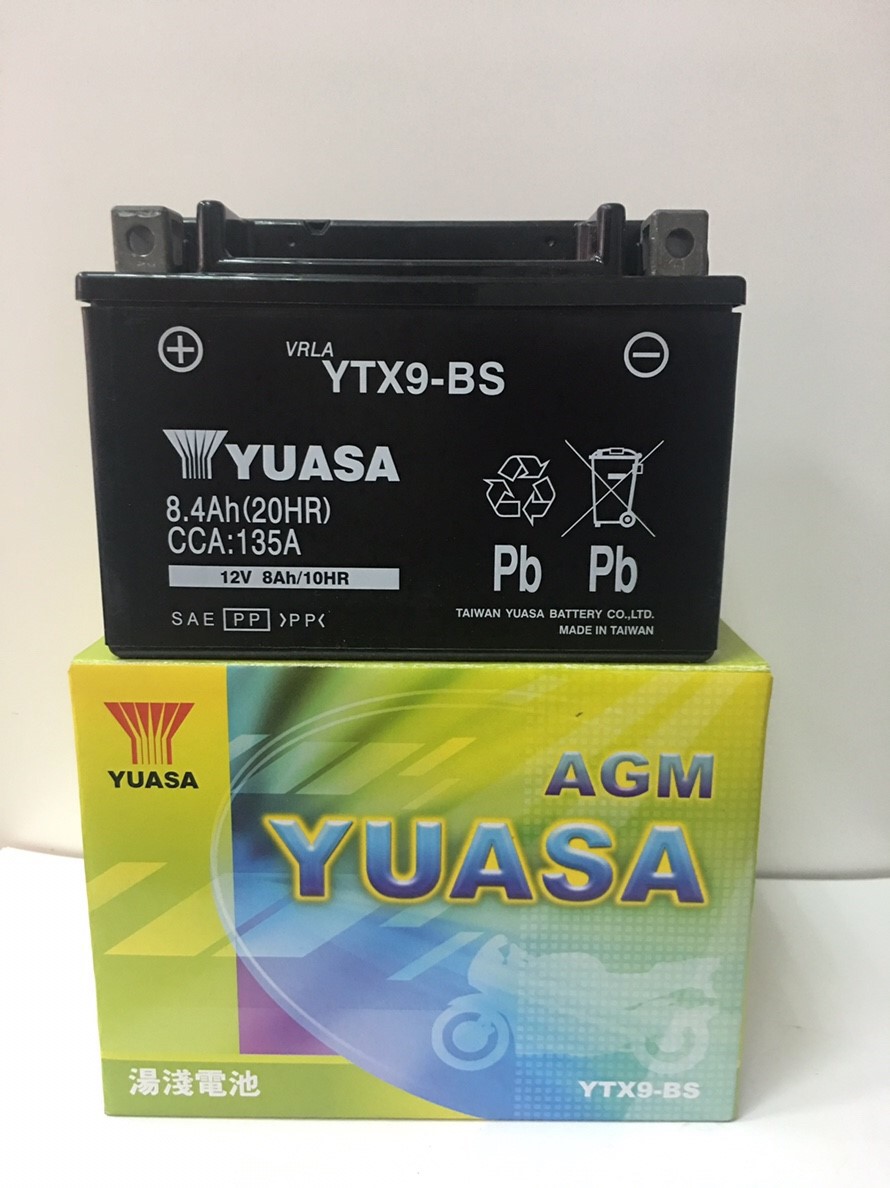 VRLA
YTX9-BS
YUASA
8.4Ah(20HR)
CCA:135A
12V 8Ah/10HR
SAE PP >PP<
Pb Pb
TAIWAN YUASA BATTERY CO.,LTD.
MADE IN TAIWAN
YUASA
AGM
YUASA
湯淺電池
YTX9-BS